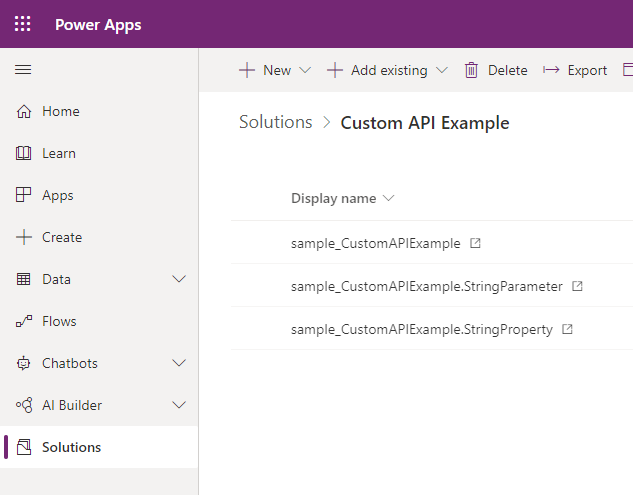 Power Apps
New Add existing Delete Export
Home
Learn
Apps
Create
Data
Flows
Chatbots
AI Builder
Solutions
Solutions > Custom API Example
Display name
sample_CustomAPIExample
sample_CustomAPIExample.StringParameter
sample_CustomAPIExample.StringProperty